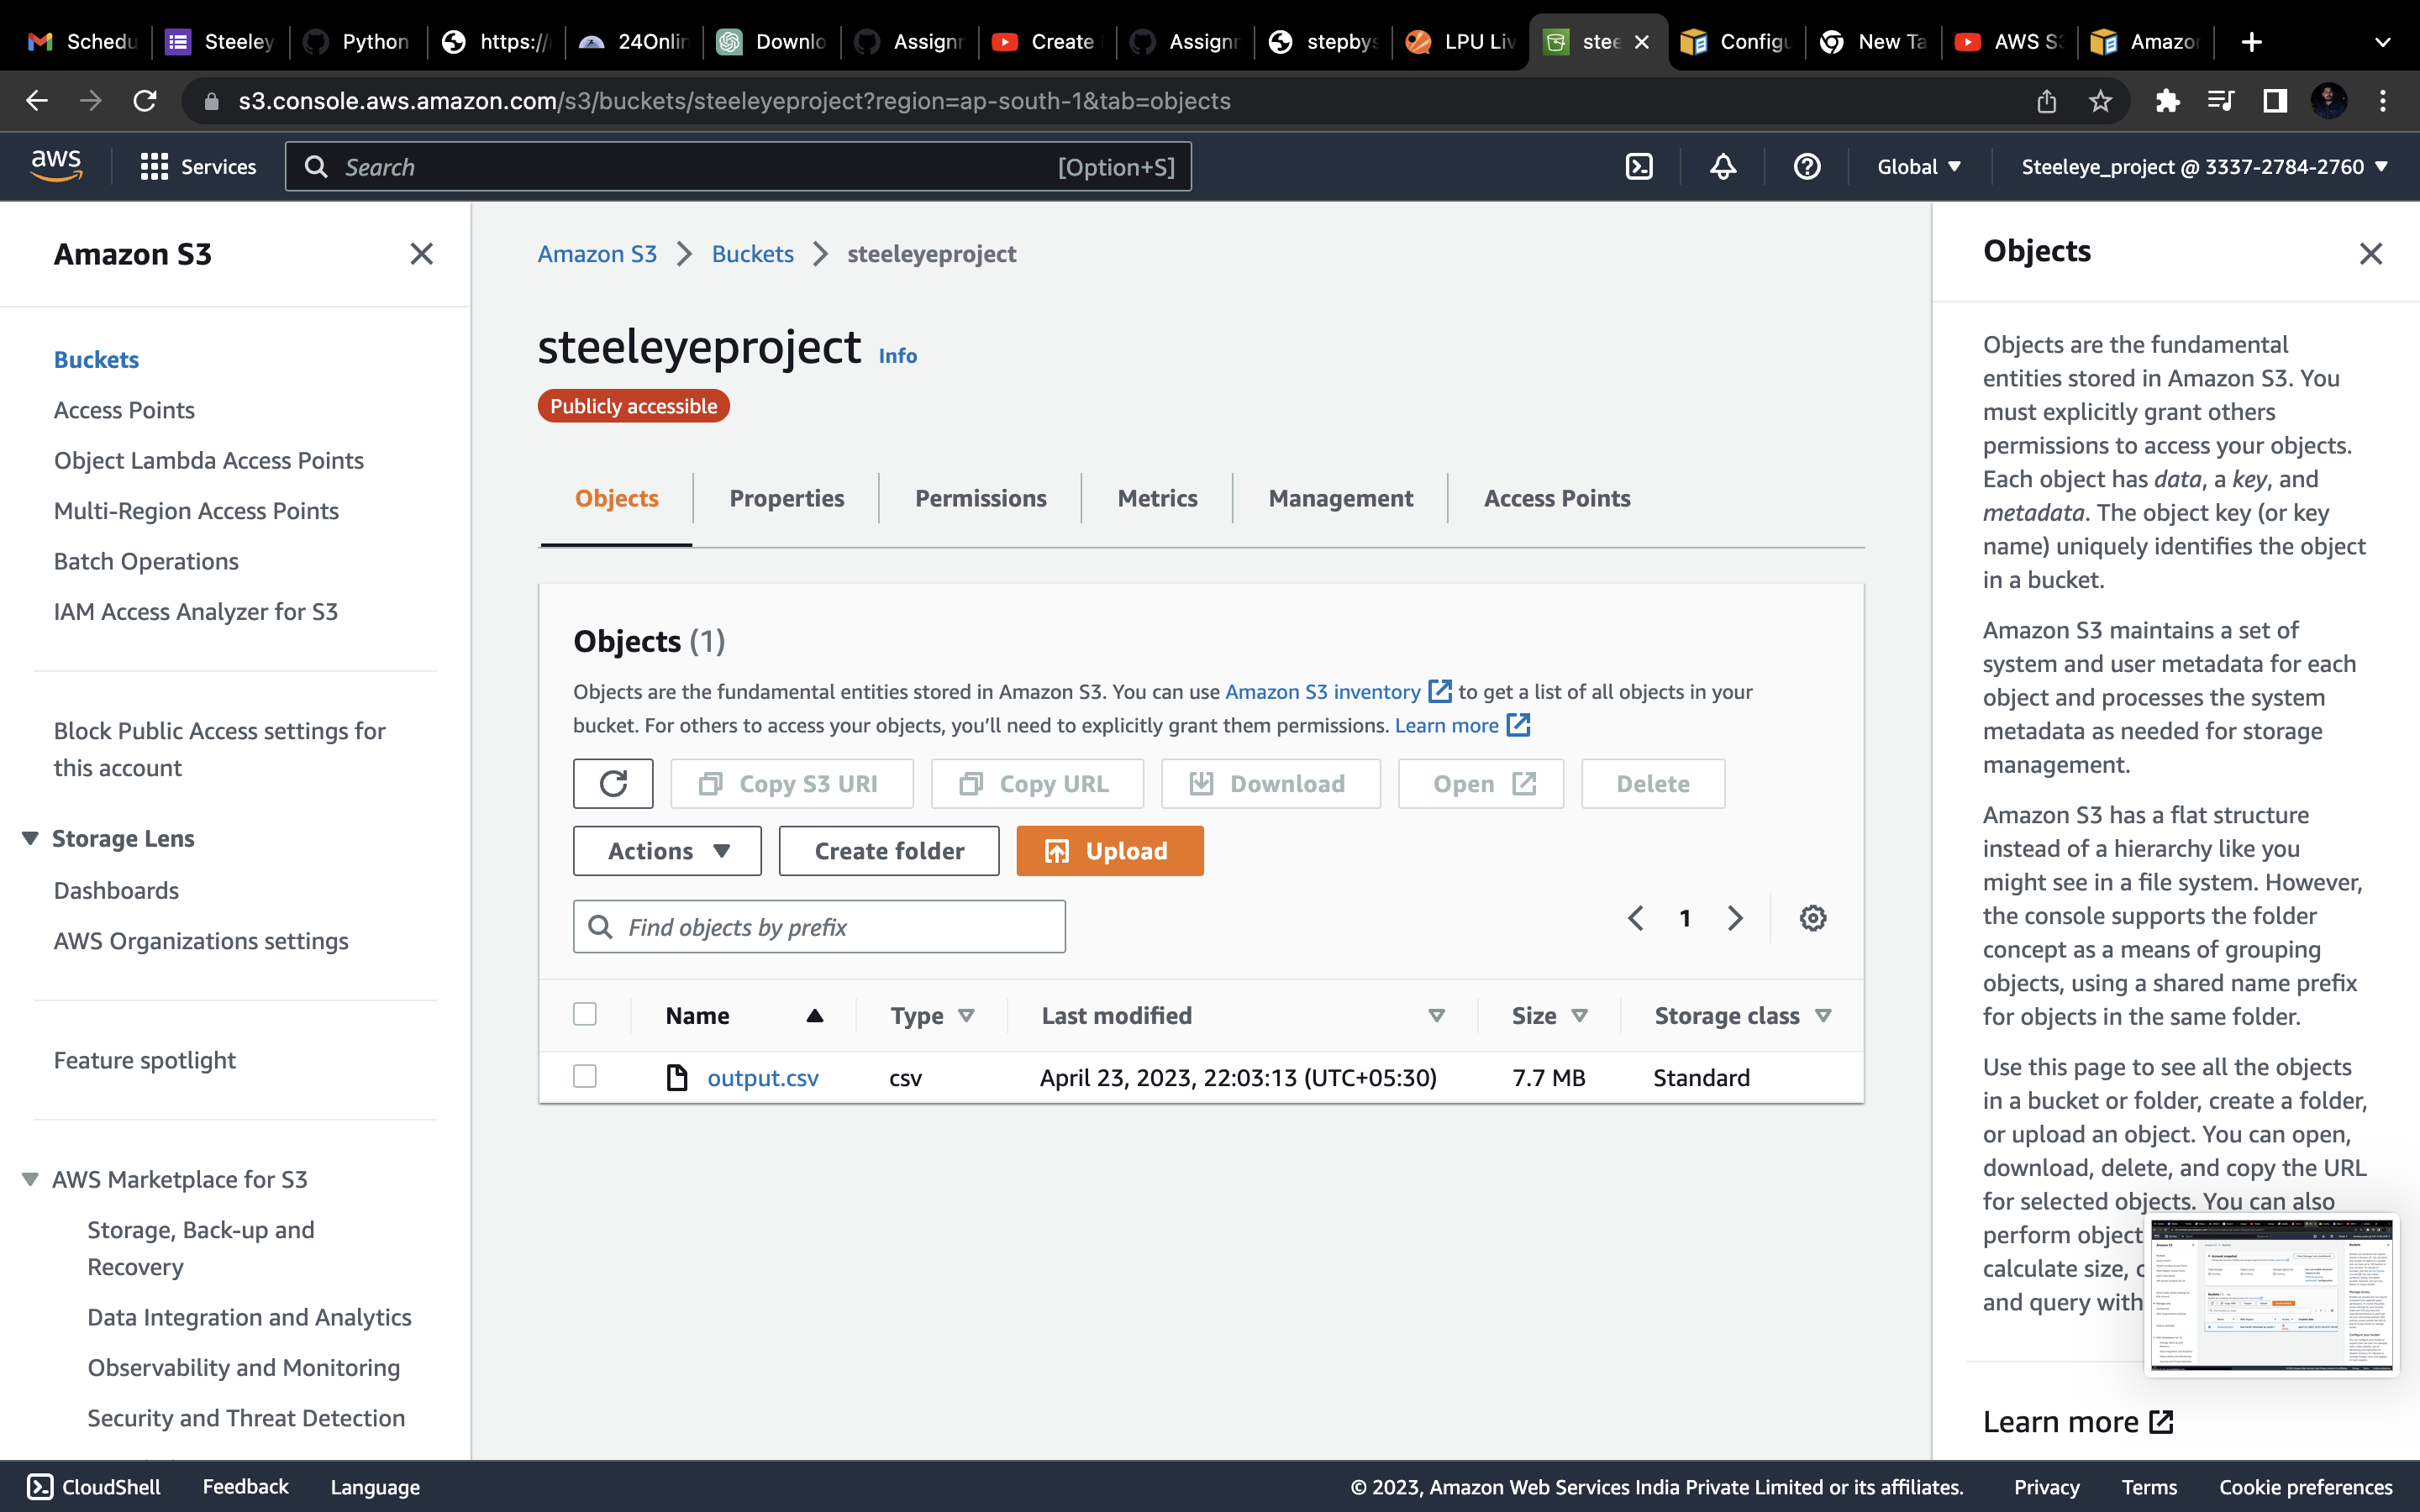 Schedu
Steeley
Python
https://
24Onlin
Downlo
Assignr
Create
Assignr
stepbys
LPU Liv
stee
Configu
New Ta
AWS S3
Amazor
s3.console.aws.amazon.com/s3/buckets/steeleyeproject?region=ap-south-1&tab=objects
aws
Services
Search
[Option+S]
Global
Steeleye_project @ 3337-2784-2760
Amazon S3
Buckets
Access Points
Object Lambda Access Points
Multi-Region Access Points
Batch Operations
IAM Access Analyzer for S3
Block Public Access settings for
this account
Storage Lens
Dashboards
AWS Organizations settings
Feature spotlight
AWS Marketplace for S3
Storage, Back-up and
Recovery
Data Integration and Analytics
Observability and Monitoring
Security and Threat Detection
Amazon S3 > Buckets > steeleyeproject
steeleyeproject Info
Publicly accessible
Objects
Properties
Permissions
Metrics
Management
Access Points
Objects (1)
Objects are the fundamental entities stored in Amazon S3. You can use Amazon S3 inventory to get a list of all objects in your
bucket. For others to access your objects, you’ll need to explicitly grant them permissions. Learn more
Copy S3 URI
Copy URL
Download
Open
Delete
Actions
Create folder
Upload
Find objects by prefix
1
Name
Type
Last modified
Size
Storage class
output.csv
csv
April 23, 2023, 22:03:13 (UTC+05:30)
7.7 MB
Standard
Objects
Objects are the fundamental
entities stored in Amazon S3. You
must explicitly grant others
permissions to access your objects.
Each object has data, a key, and
metadata. The object key (or key
name) uniquely identifies the object
in a bucket.
Amazon S3 maintains a set of
system and user metadata for each
object and processes the system
metadata as needed for storage
management.
Amazon S3 has a flat structure
instead of a hierarchy like you
might see in a file system. However,
the console supports the folder
concept as a means of grouping
objects, using a shared name prefix
for objects in the same folder.
Use this page to see all the objects
in a bucket or folder, create a folder,
or upload an object. You can open,
download, delete, and copy the URL
for selected objects. You can also
perform object
calculate size,
and query with
Learn more
CloudShell
Feedback
Language
© 2023, Amazon Web Services India Private Limited or its affiliates.
Privacy
Terms
Cookie preferences